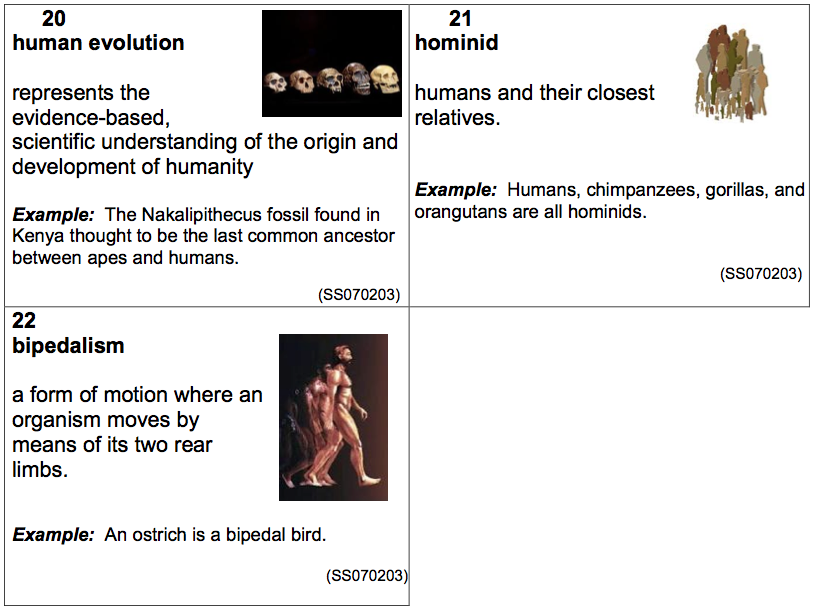 20
human evolution
represents the
evidence-based,
scientific understanding of the origin and
development of humanity
Example: The Nakalipithecus fossil found in
Kenya thought to be the last common ancestor
between apes and humans.
(SS070203)
21
hominid
humans and their closest
relatives.
Example: Humans, chimpanzees, gorillas, and
orangutans are all hominids.
(SS070203)
22
bipedalism
a form of motion where an
organism moves by
means of its two rear
limbs.
Example: An ostrich is a bipedal bird.
(SS070203)